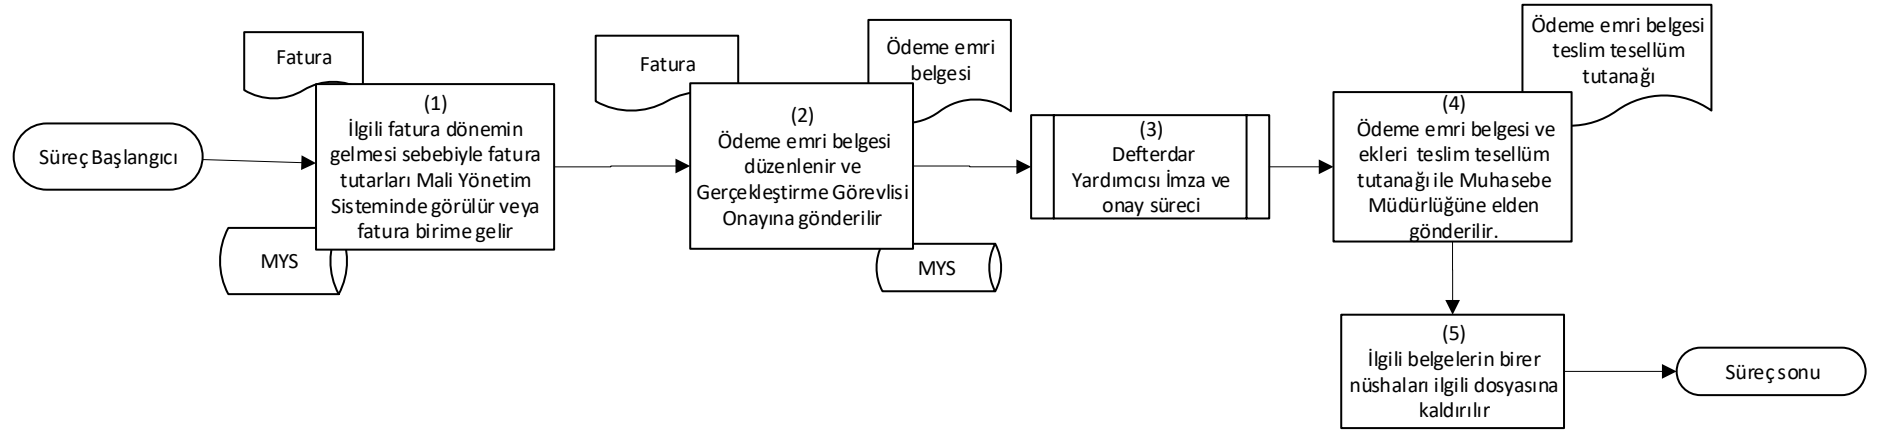 Süreç Başlangıcı
Fatura
(1)
İlgili fatura dönemin
gelmesi sebebiyle fatura
tutarları Mali Yönetim
Sisteminde görülür veya
fatura birime gelir
MYS
Fatura
Ödeme emri
belgesi
(2)
Ödeme emri belgesi
düzenlenir ve
Gerçekleştirme Görevlisi
Onayına gönderilir
MYS
(3)
Defterdar
Yardımcısı İmza ve
onay süreci
Ödeme emri belgesi
teslim tesellüm
tutanağı
(4)
Ödeme emri belgesi ve
ekleri teslim tesellüm
tutanağı ile Muhasebe
Müdürlüğüne elden
gönderilir.
(5)
İlgili belgelerin birer
nüshaları ilgili dosyasına
kaldırılır
Süreç sonu